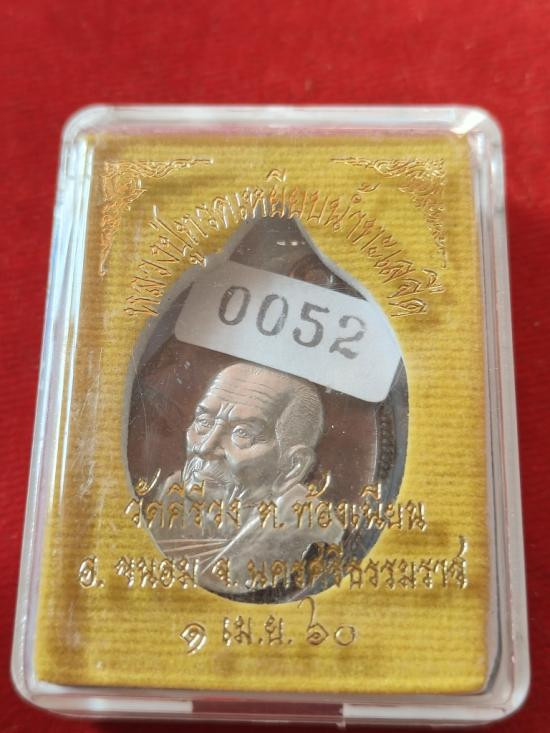 หลวงปู่ทวดเหยียบน้ำทะเลจืด
0052
วัดคีรีวง ต. ท้องเนียน
อ. ขนอม จ. นครศรีธรรมราช
๑ เม.ย. ๖๐